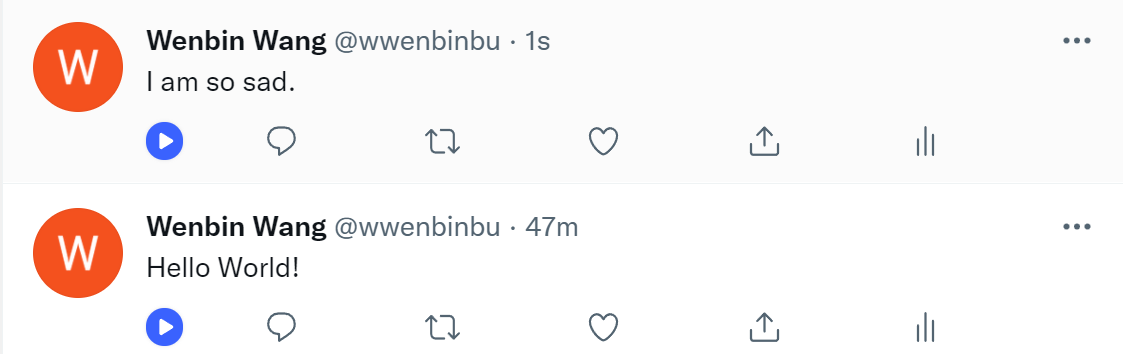 W
Wenbin Wang @wwenbinbu · 1s
I am so sad.
W
Wenbin Wang @wwenbinbu · 47m
Hello World!